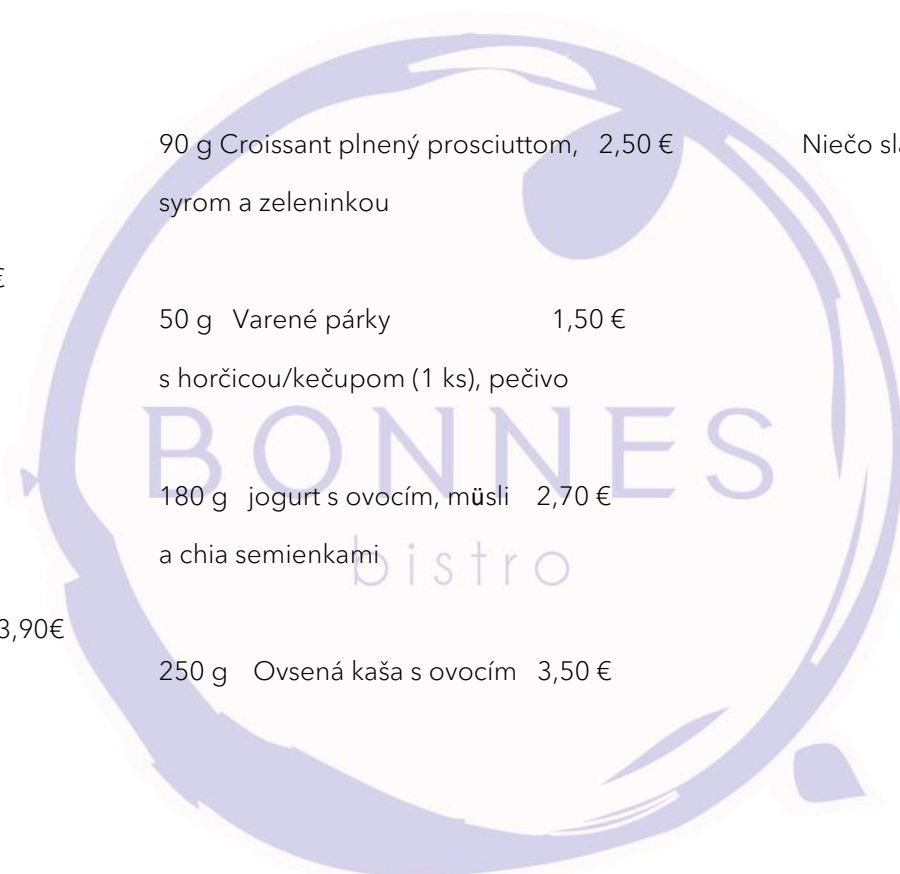 90 g Croissant plnený prosciuttom, 2,50 €
syrom a zeleninkou
50 g Varené párky 1,50 €
s horčicou/kečupom (1 ks), pečivo
180 g jogurt s ovocím, müsli 2,70 €
a chia semienkami
250 g Ovsená kaša s ovocím 3,50 €
€
3,90€
Niečo
BONNES
bistro